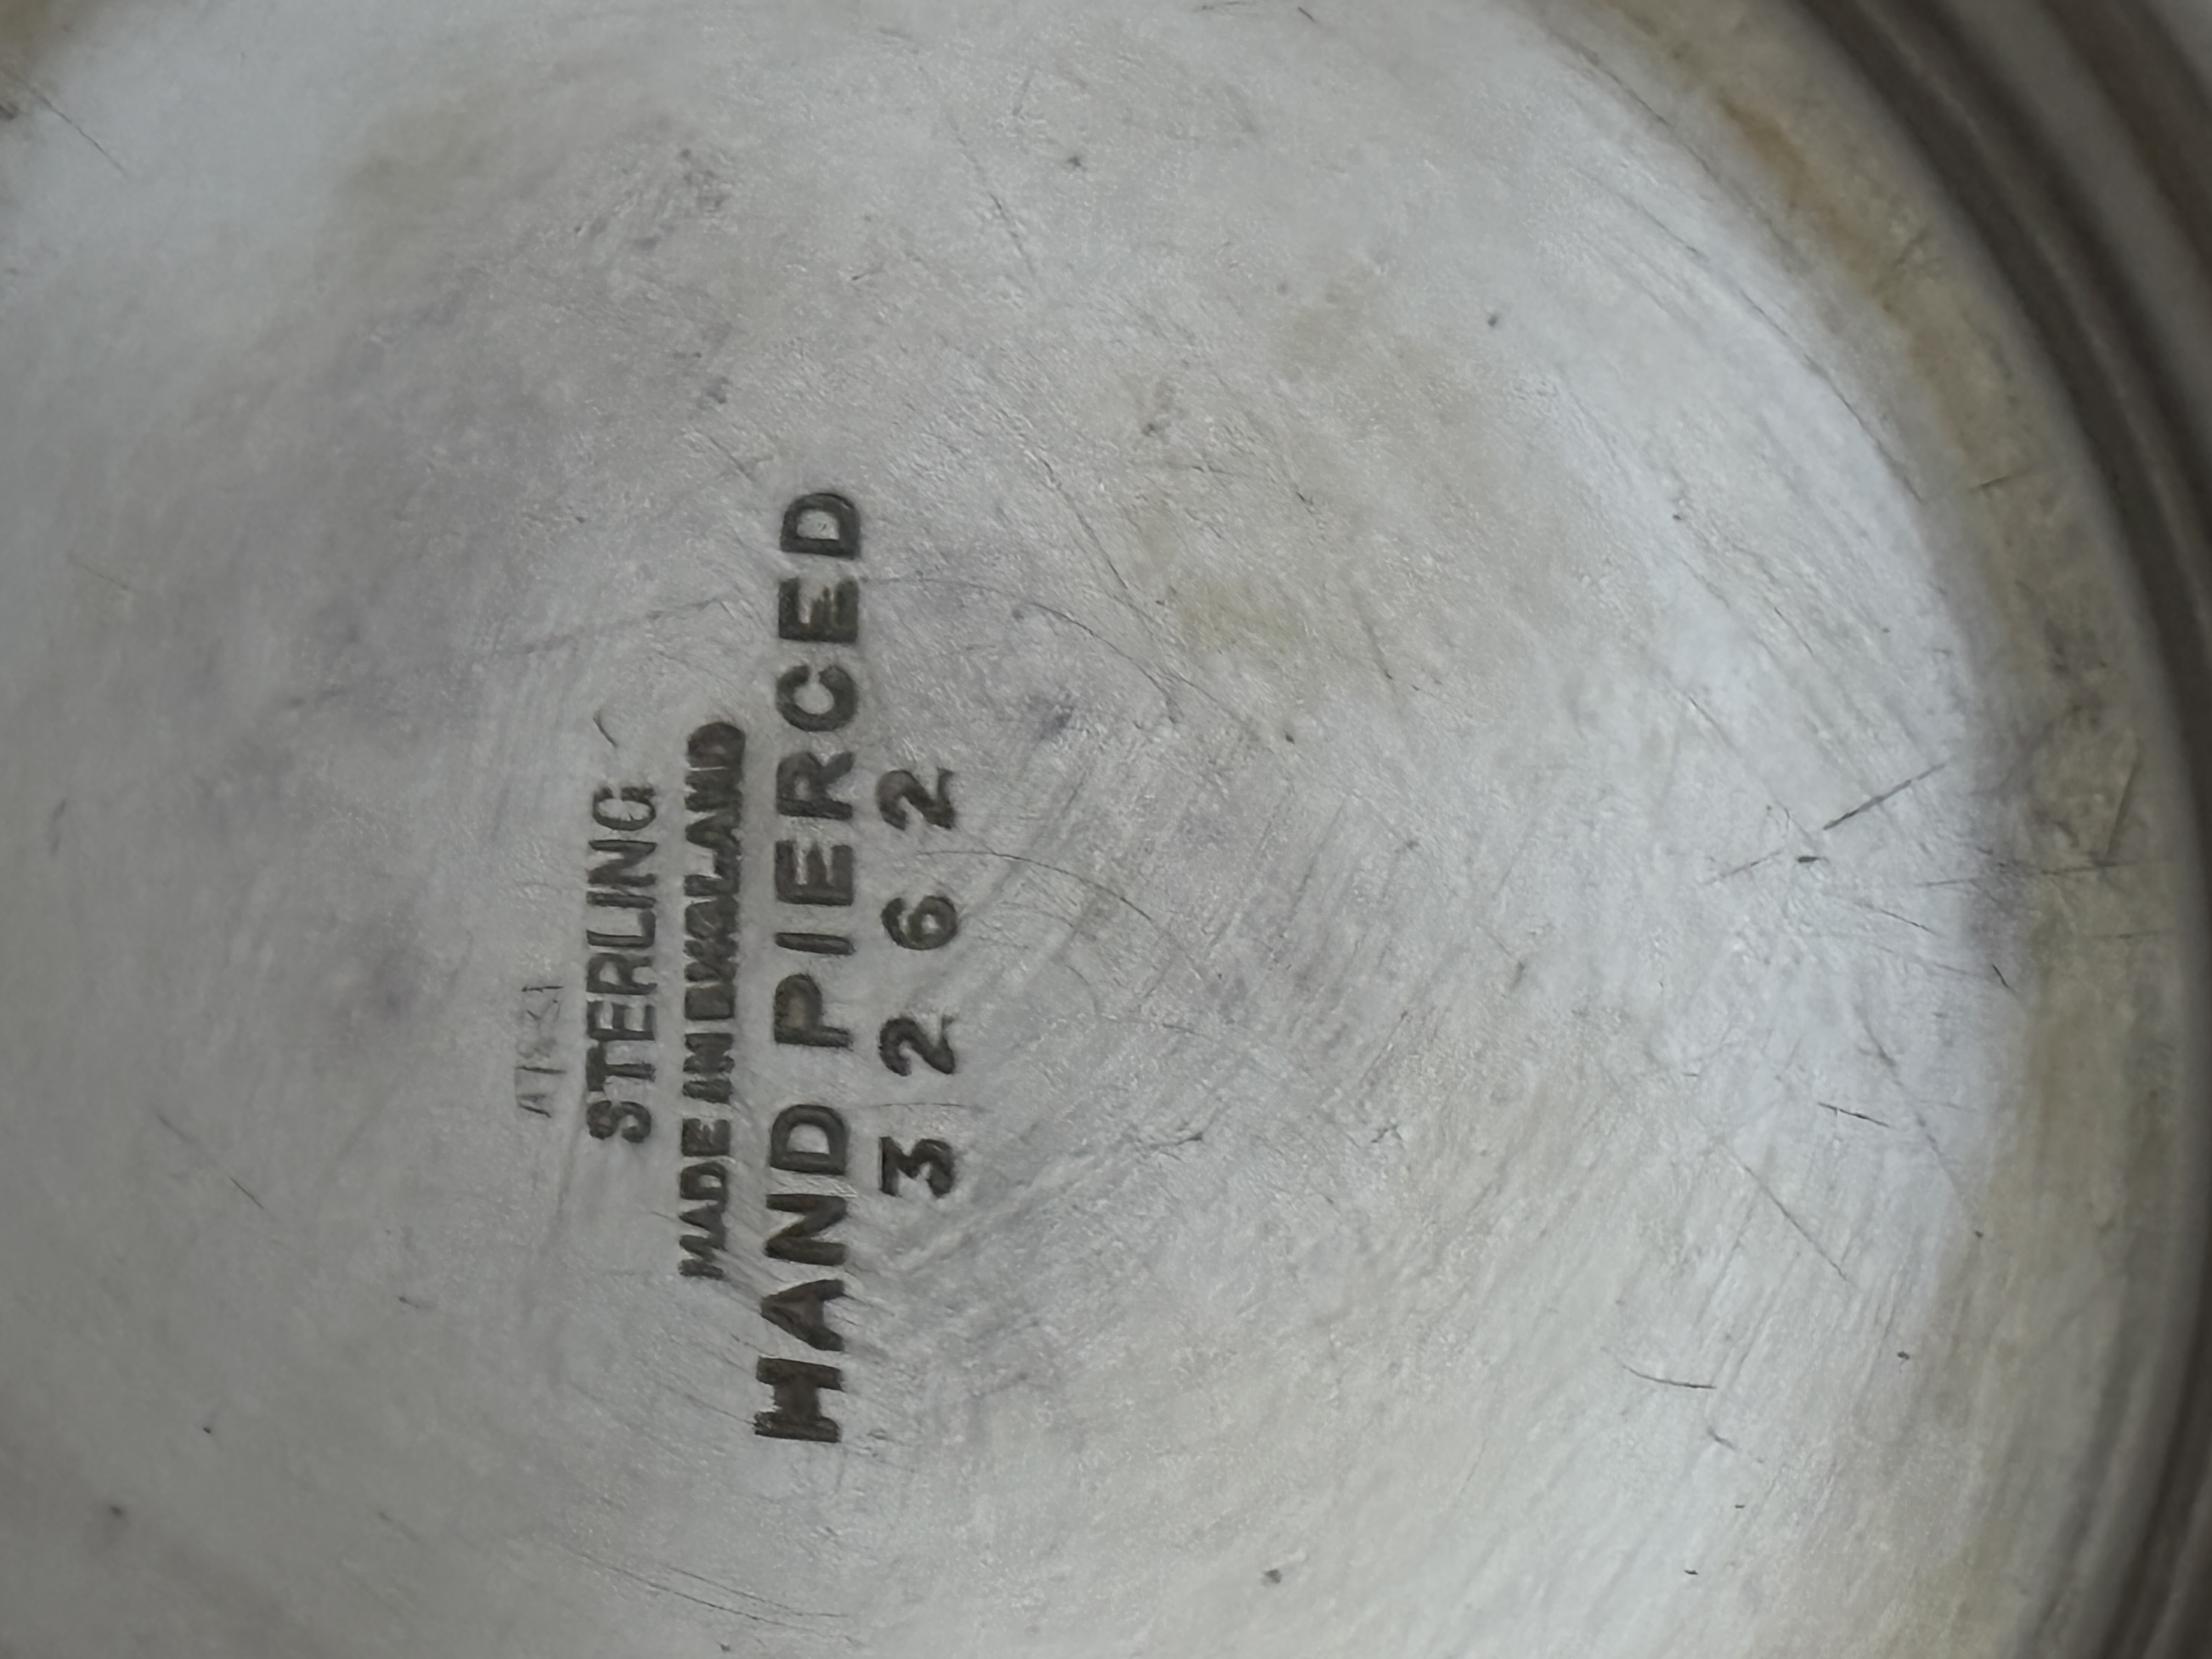 STERLING
MADE IN ENGLAND
HAND PIERCED
3262